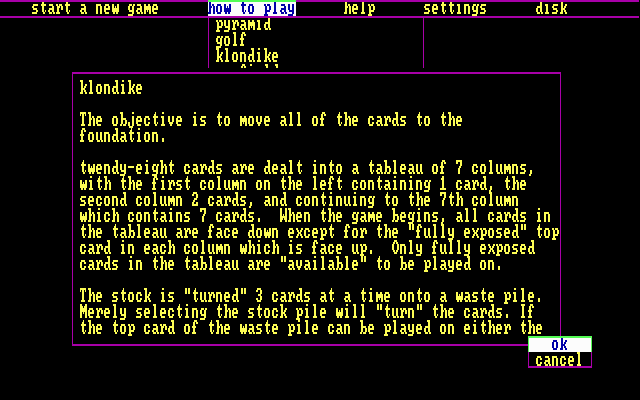 start a new game how to play help settings disk
pyramid
golf
klondike
klondike
The objective is to move all of the cards to the
foundation.
twendy-eight cards are dealt into a tableau of 7 columns,
with the first column on the left containing 1 card, the
second column 2 cards, and continuing to the 7th column
which contains 7 cards.  When the game begins, all cards in
the tableau are face down except for the "fully exposed" top
card in each column which is face up.  Only fully exposed
cards in the tableau are "available" to be played on.
The stock is "turned" 3 cards at a time onto a waste pile.
Merely selecting the stock pile will "turn" the cards. If
the top card of the waste pile can be played on either the
ok
cancel